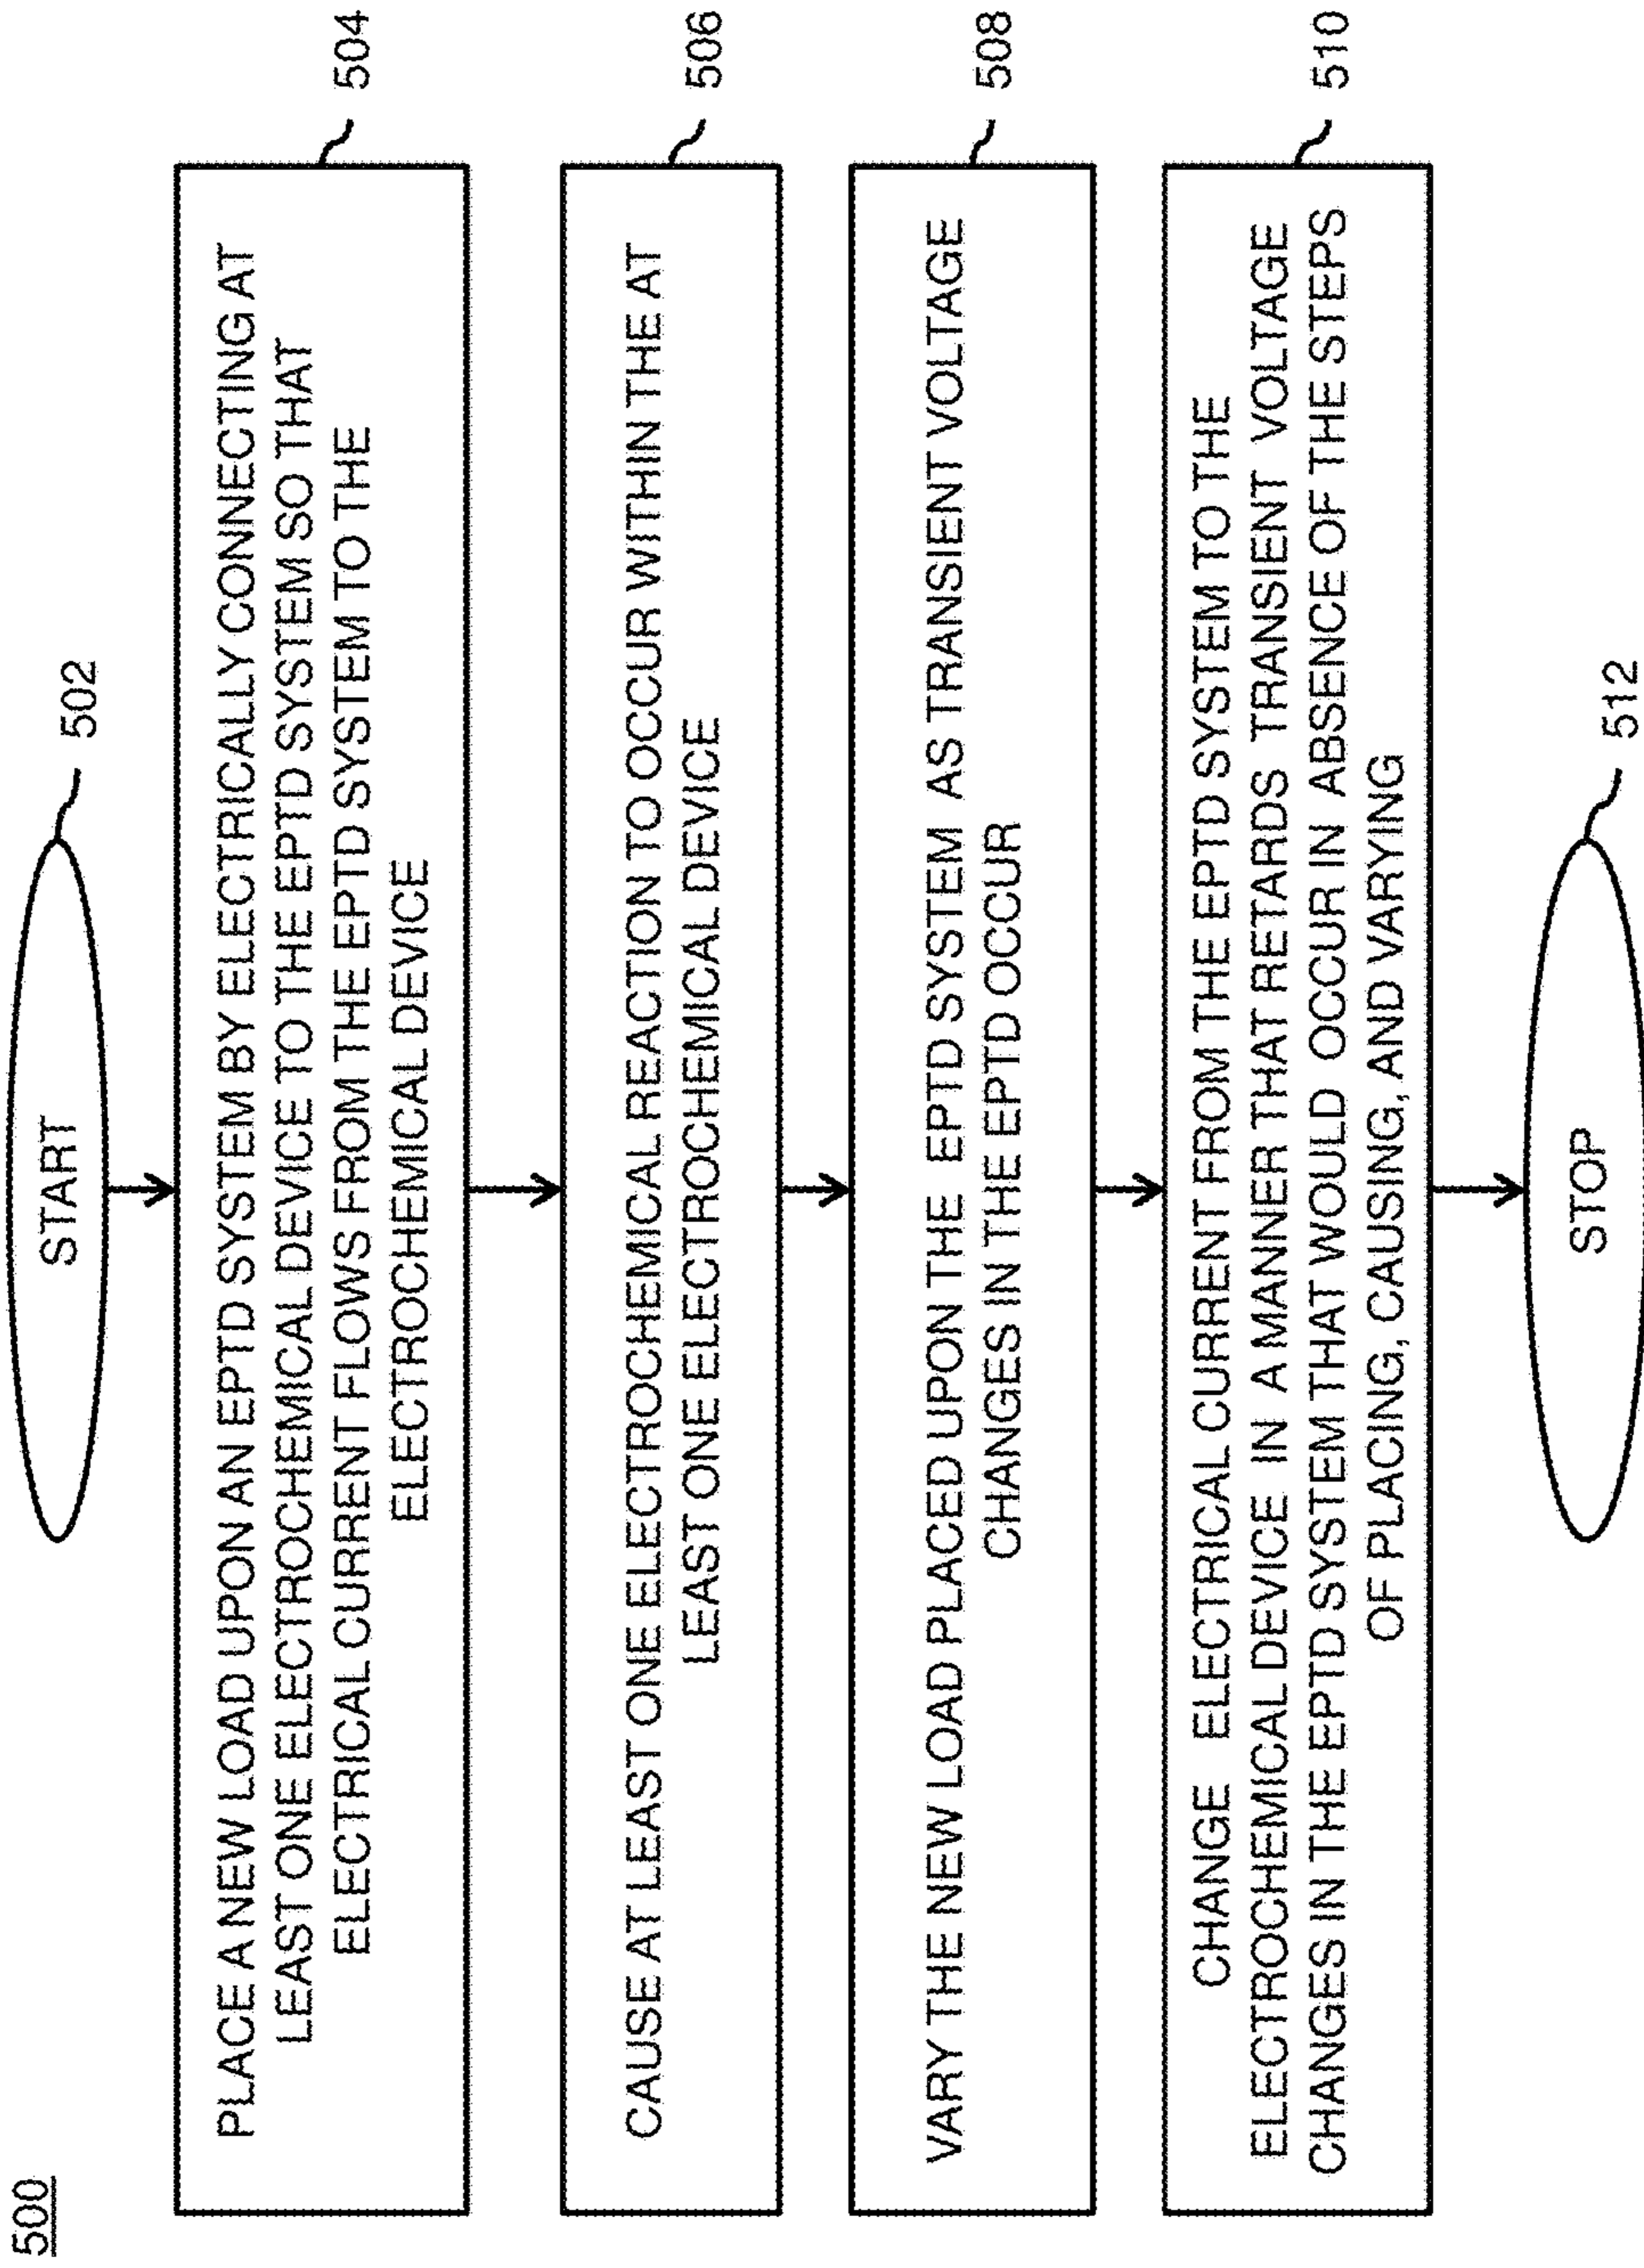 500
START
502
PLACE A NEW LOAD UPON AN EPTD SYSTEM BY ELECTRICALLY CONNECTING AT
LEAST ONE ELECTROCHEMICAL DEVICE TO THE EPTD SYSTEM SO THAT
ELECTRICAL CURRENT FLOWS FROM THE EPTD SYSTEM TO THE
ELECTROCHEMICAL DEVICE
504
CAUSE AT LEAST ONE ELECTROCHEMICAL REACTION TO OCCUR WITHIN THE AT
LEAST ONE ELECTROCHEMICAL DEVICE
506
VARY THE NEW LOAD PLACED UPON THE EPTD SYSTEM AS TRANSIENT VOLTAGE
CHANGES IN THE EPTD OCCUR
508
CHANGE ELECTRICAL CURRENT FROM THE EPTD SYSTEM TO THE
ELECTROCHEMICAL DEVICE IN A MANNER THAT RETARDS TRANSIENT VOLTAGE
CHANGES IN THE EPTD SYSTEM THAT WOULD OCCUR IN ABSENCE OF THE STEPS
OF PLACING, CAUSING, AND VARYING
510
STOP
512